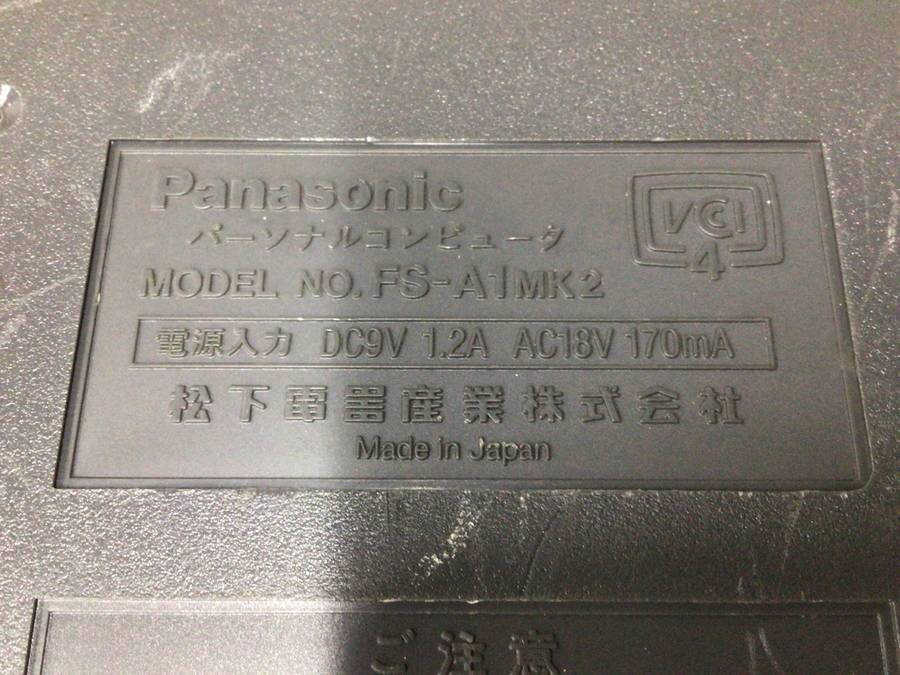 Panasonic
パーソナルコンピュータ
MODEL NO. FS-A1MK2
VCI
4
電源入力 DC9V 1.2A AC18V 170mA
松下電器産業株式会社
Made in Japan
ご注意